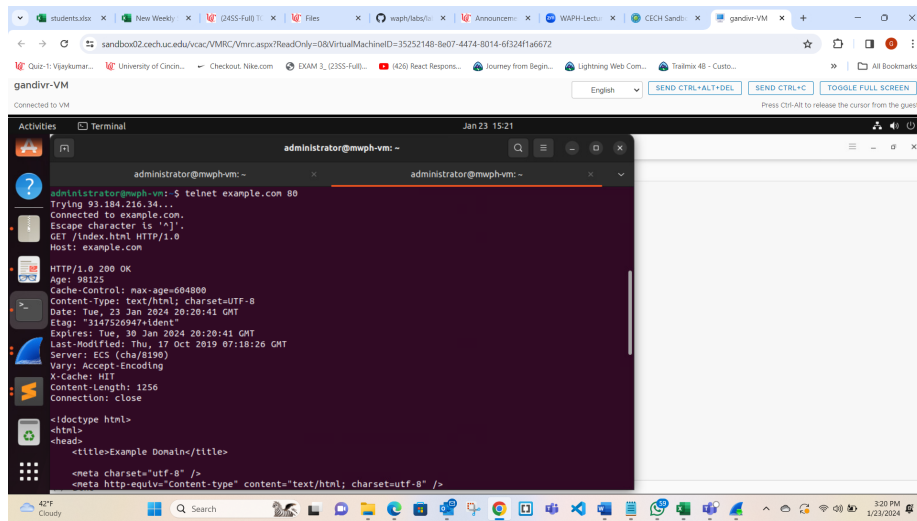 students.xlsx
New Weekly
(24SS-Full) Tl
Files
waph/labs/la
Announceme
WAPH-Lectu
CECH Sandb
gandivr-VM
sandbox02.cech.uc.edu/vcac/VMRC/Vmrc.aspx?ReadOnly=0&VirtualMachineID=35252148-8e07-4474-8014-6f324f1a6672
Quiz-1: Vijaykumar...
University of Cincin...
Checkout. Nike.com
EXAM 3_ (23SS-Full)...
(426) React Respons...
Journey from Begin...
Lightning Web Com...
Trailmix 4B - Custo...
»
All Bookmarks
gandivr-VM
English
SEND CTRL+ALT+DEL
SEND CTRL+C
TOGGLE FULL SCREEN
Connected to VM
Press Ctrl-Alt to release the cursor from the gues
Activities
Terminal
Jan 23 15:21
administrator@mwph-vm: ~
administrator@mwph-vm: ~
administrator@mwph-vm: ~
administrator@mwph-vm:~$ telnet example.com 80
Trying 93.184.216.34...
Connected to example.com.
Escape character is '^]'.
GET /index.html HTTP/1.0
Host: example.com
HTTP/1.0 200 OK
Age: 98125
Cache-Control: max-age=604800
Content-Type: text/html; charset=UTF-8
Date: Tue, 23 Jan 2024 20:20:41 GMT
Etag: "3147526947+ident"
Expires: Tue, 30 Jan 2024 20:20:41 GMT
Last-Modified: Thu, 17 Oct 2019 07:18:26 GMT
Server: ECS (cha/8190)
Vary: Accept-Encoding
X-Cache: HIT
Content-Length: 1256
Connection: close
<!doctype html>
<html>
<head>
<title>Example Domain</title>
<meta charset="utf-8" />
<meta http-equiv="Content-type" content="text/html; charset=utf-8" />
42°F
Cloudy
Search
59
3:20 PM
1/23/2024